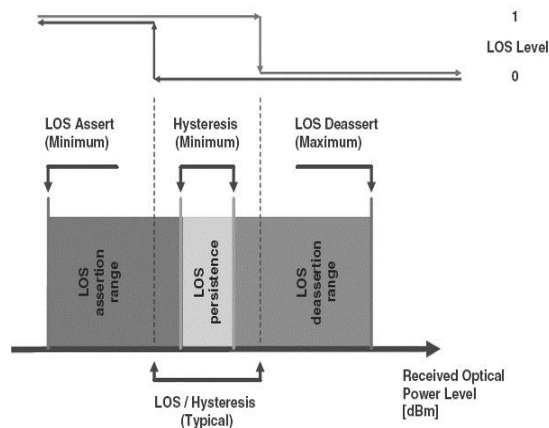 1
LOS Level
0
LOS Assert
(Minimum)
Hysteresis
(Minimum)
LOS Deassert
(Maximum)
LOS
assertion
range
LOS
persistence
LOS
deassertion
range
Received Optical
Power Level
[dBm]
LOS / Hysteresis
(Typical)